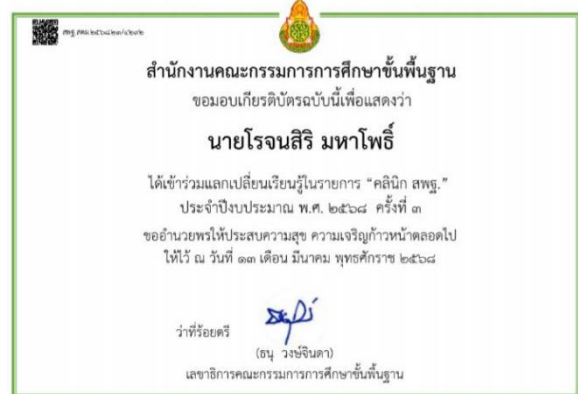 สำนักงานคณะกรรมการการศึกษาขั้นพื้นฐาน
ขอมอบเกียรติบัตรฉบับนี้เพื่อแสดงว่า
นายโรจนสิริ มหาโพธิ์
ได้เข้าร่วมแลกเปลี่ยนเรียนรู้ในรายการ “คลินิก สพฐ.”
ประจำปีงบประมาณ พ.ศ. ๒๕๖๘ ครั้งที่ ๓
ขออำนวยพรให้ประสบความสุข ความเจริญก้าวหน้าตลอดไป
ให้ไว้ ณ วันที่ ๑๓ เดือน มีนาคม พุทธศักราช ๒๕๖๘
ว่าที่ร้อยตรี
(ธนุ วงษ์จินดา)
เลขาธิการคณะกรรมการการศึกษาขั้นพื้นฐาน